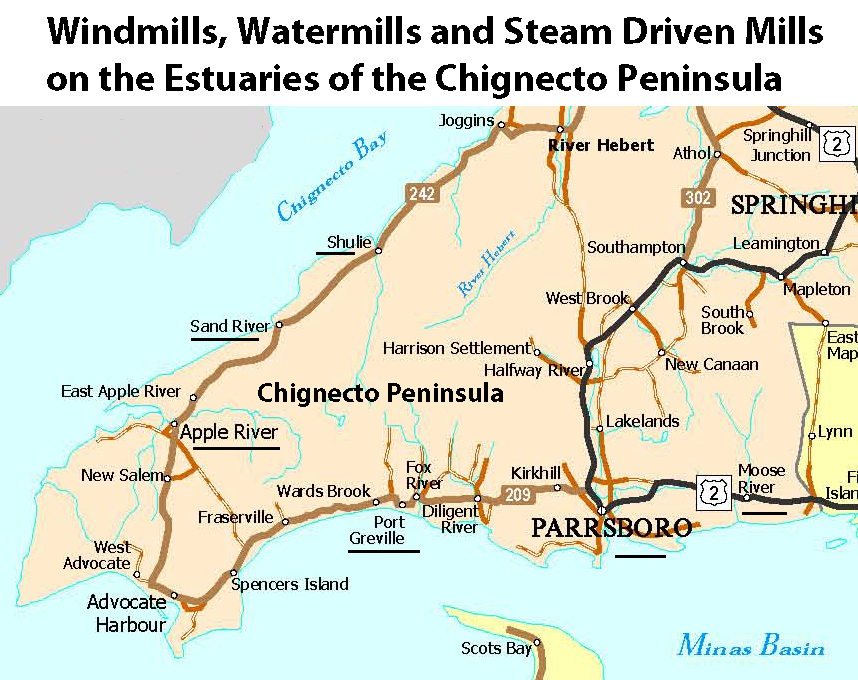 Windmills, Watermills and Steam Driven Mills
on the Estuaries of the Chignecto Peninsula
Joggins
River Hebert
Springhill
Junction
2
Athol
Chignecto Bay
242
302
SPRINGHI
Shulie
River Hebert
Southampton
Leamington
West Brook
Mapleton
South
Brook
Sand River
East
Map
Harrison Settlement
Halfway River
New Canaan
East Apple River
Chignecto Peninsula
Apple River
Lakelands
Lynn
New Salem
Fox
River
Kirkhill
Moose
River
Fi
Islan
Wards Brook
209
2
Fraserville
Port
Greville
Diligent
River
PARRSBORO
West
Advocate
Spencers Island
Advocate
Harbour
Scots Bay
Minas Basin